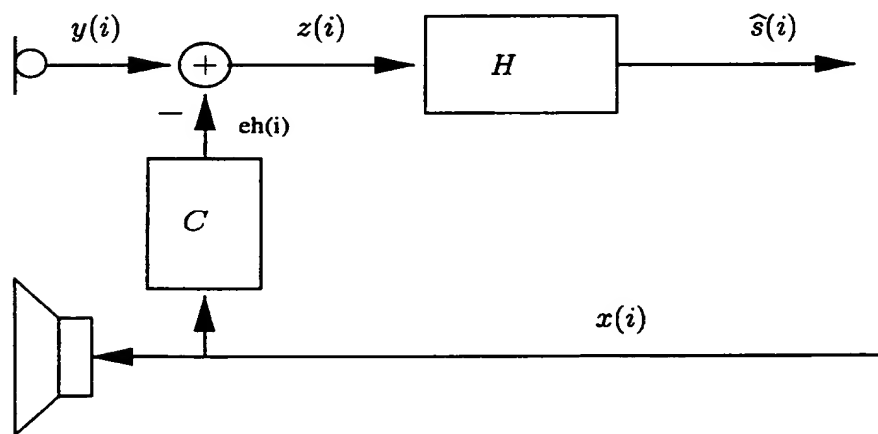 y(i) z(i) ŝ(i)
+ H
− eh(i)
C
x(i)